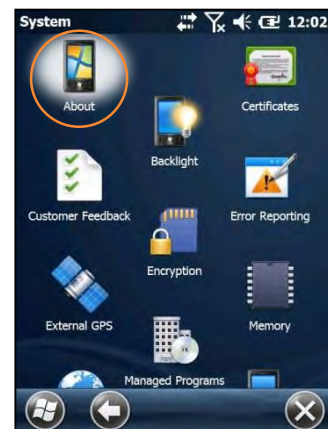 System 12:02
About
Certificates
Backlight
Customer Feedback
Error Reporting
Encryption
External GPS
Memory
Managed Programs